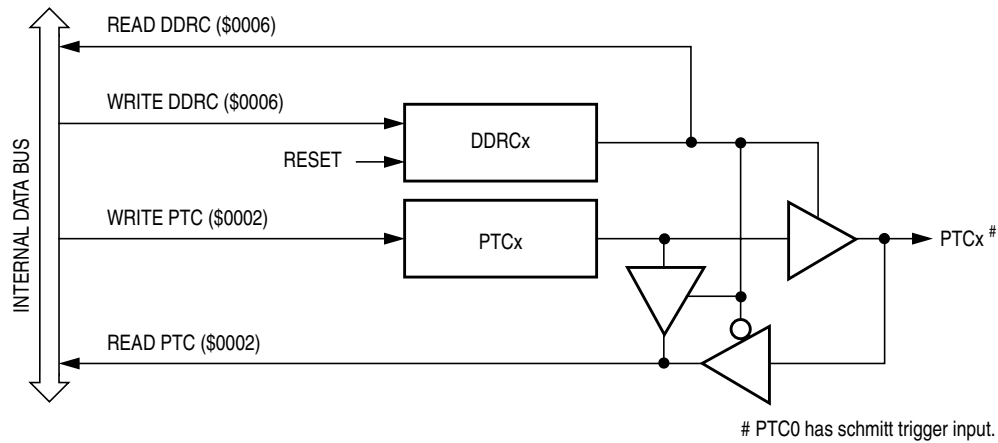 READ DDRC ($0006)
WRITE DDRC ($0006)
DDRCx
RESET
WRITE PTC ($0002)
PTCx
PTCx #
INTERNAL DATA BUS
READ PTC ($0002)
# PTC0 has schmitt trigger input.